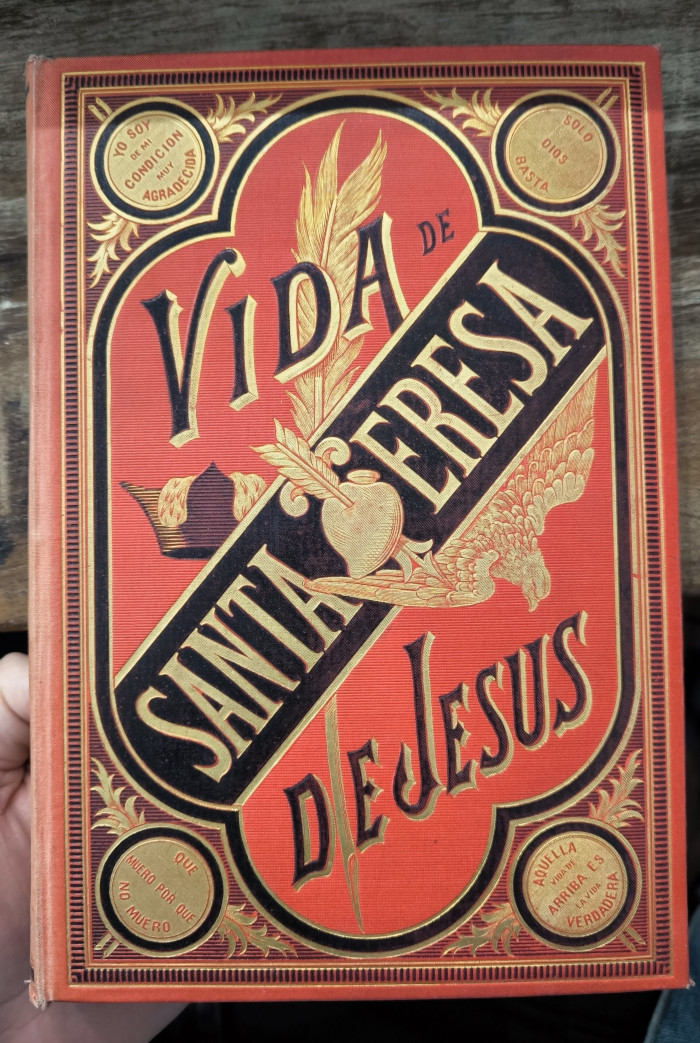 YO SOY
DE MI
CONDICION
MUY
AGRADECIDA
SOLO
DIOS
BASTA
VIDA DE
SANTA TERESA
DE JESUS
QUE
MUERO POR QUE
NO MUERO
AQUELLA
VIDA DE
ARRIBA ES
LA VIDA
VERDADERA